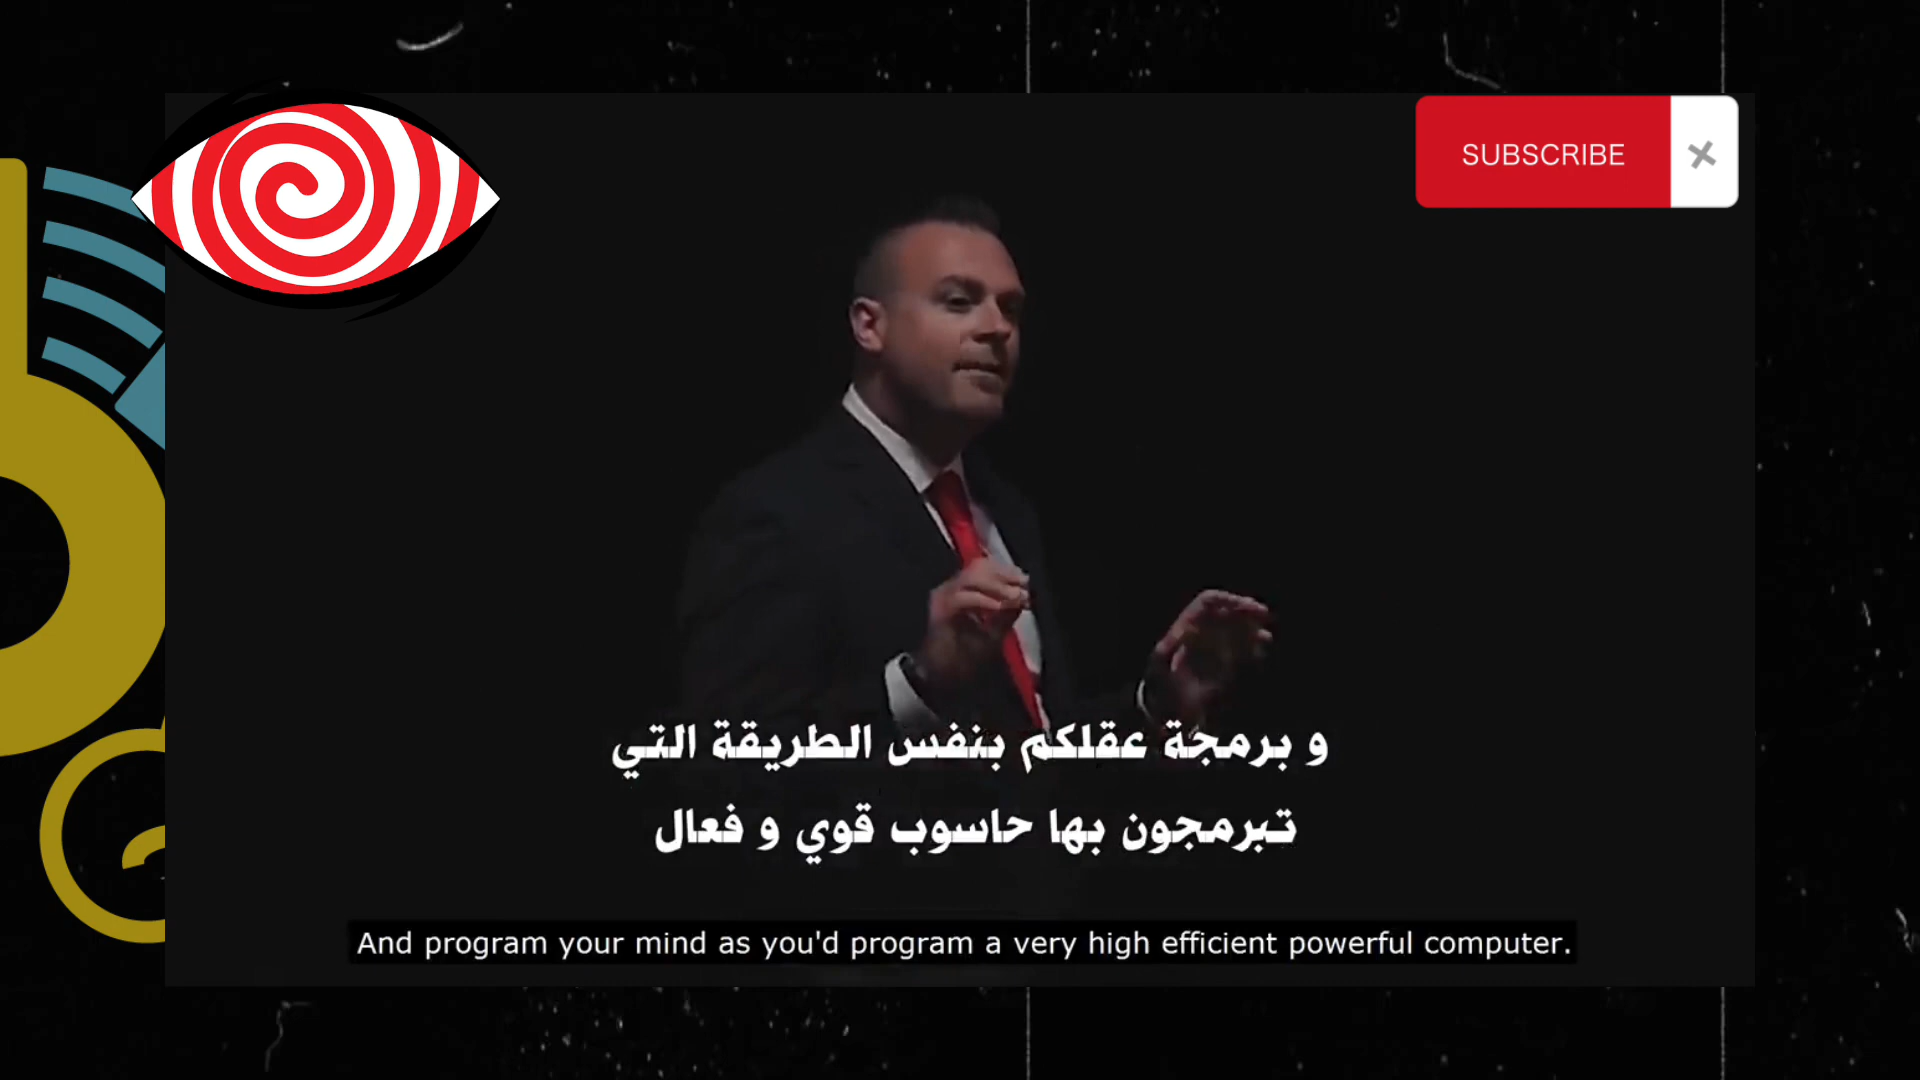 SUBSCRIBE
و برمجة عقلكم بنفس الطريقة التي
تبرمجون بها حاسوب قوي و فعال
And program your mind as you'd program a very high efficient powerful computer.